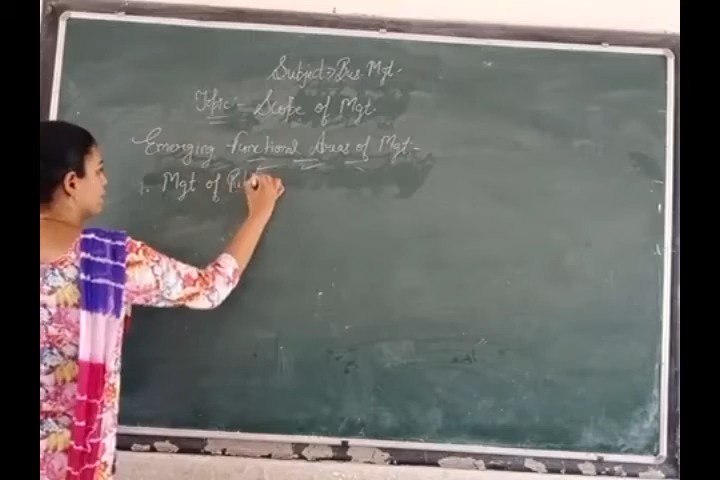 Subject → Bus. Mgt.
Topic :- Scope of Mgt.
Emerging Functional Areas of Mgt :-
1. Mgt of